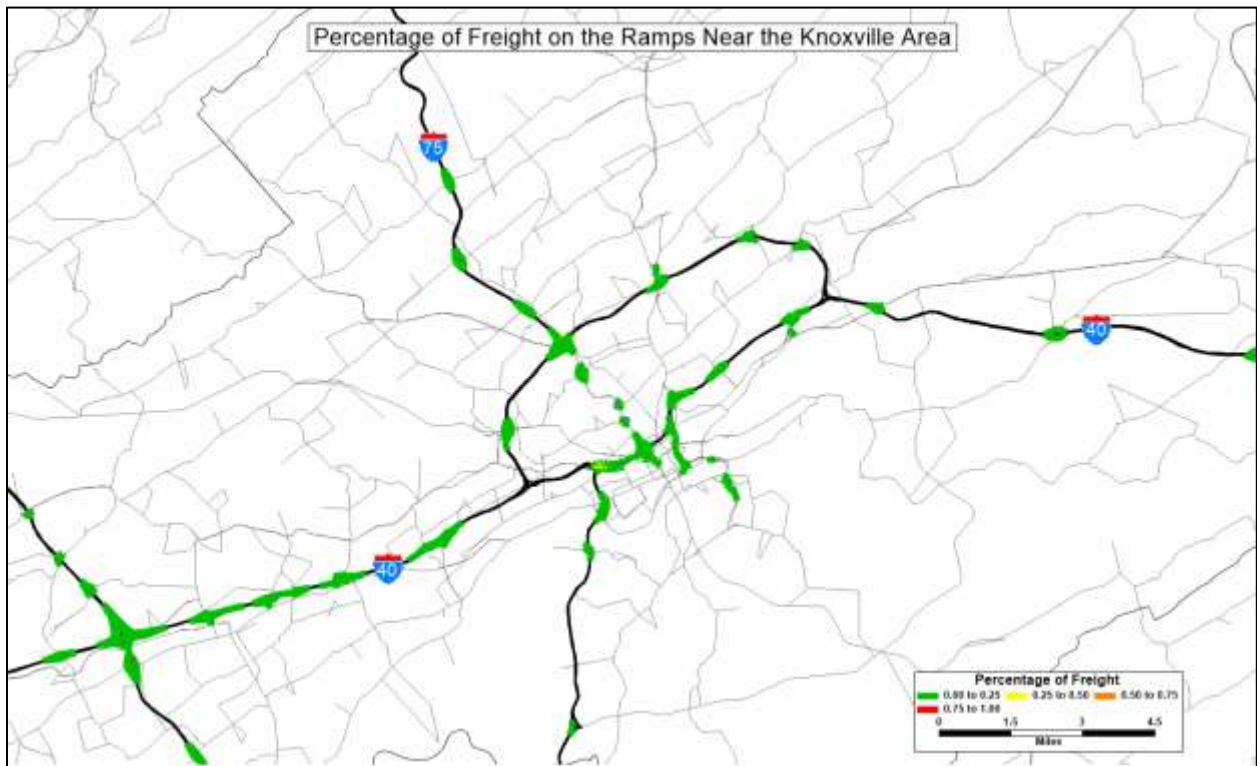 Percentage of Freight on the Ramps Near the Knoxville Area
75
40
40
Percentage of Freight
0.00 to 0.25 0.25 to 0.50 0.50 to 0.75
0.75 to 1.00
0 1.5 3 4.5
Miles